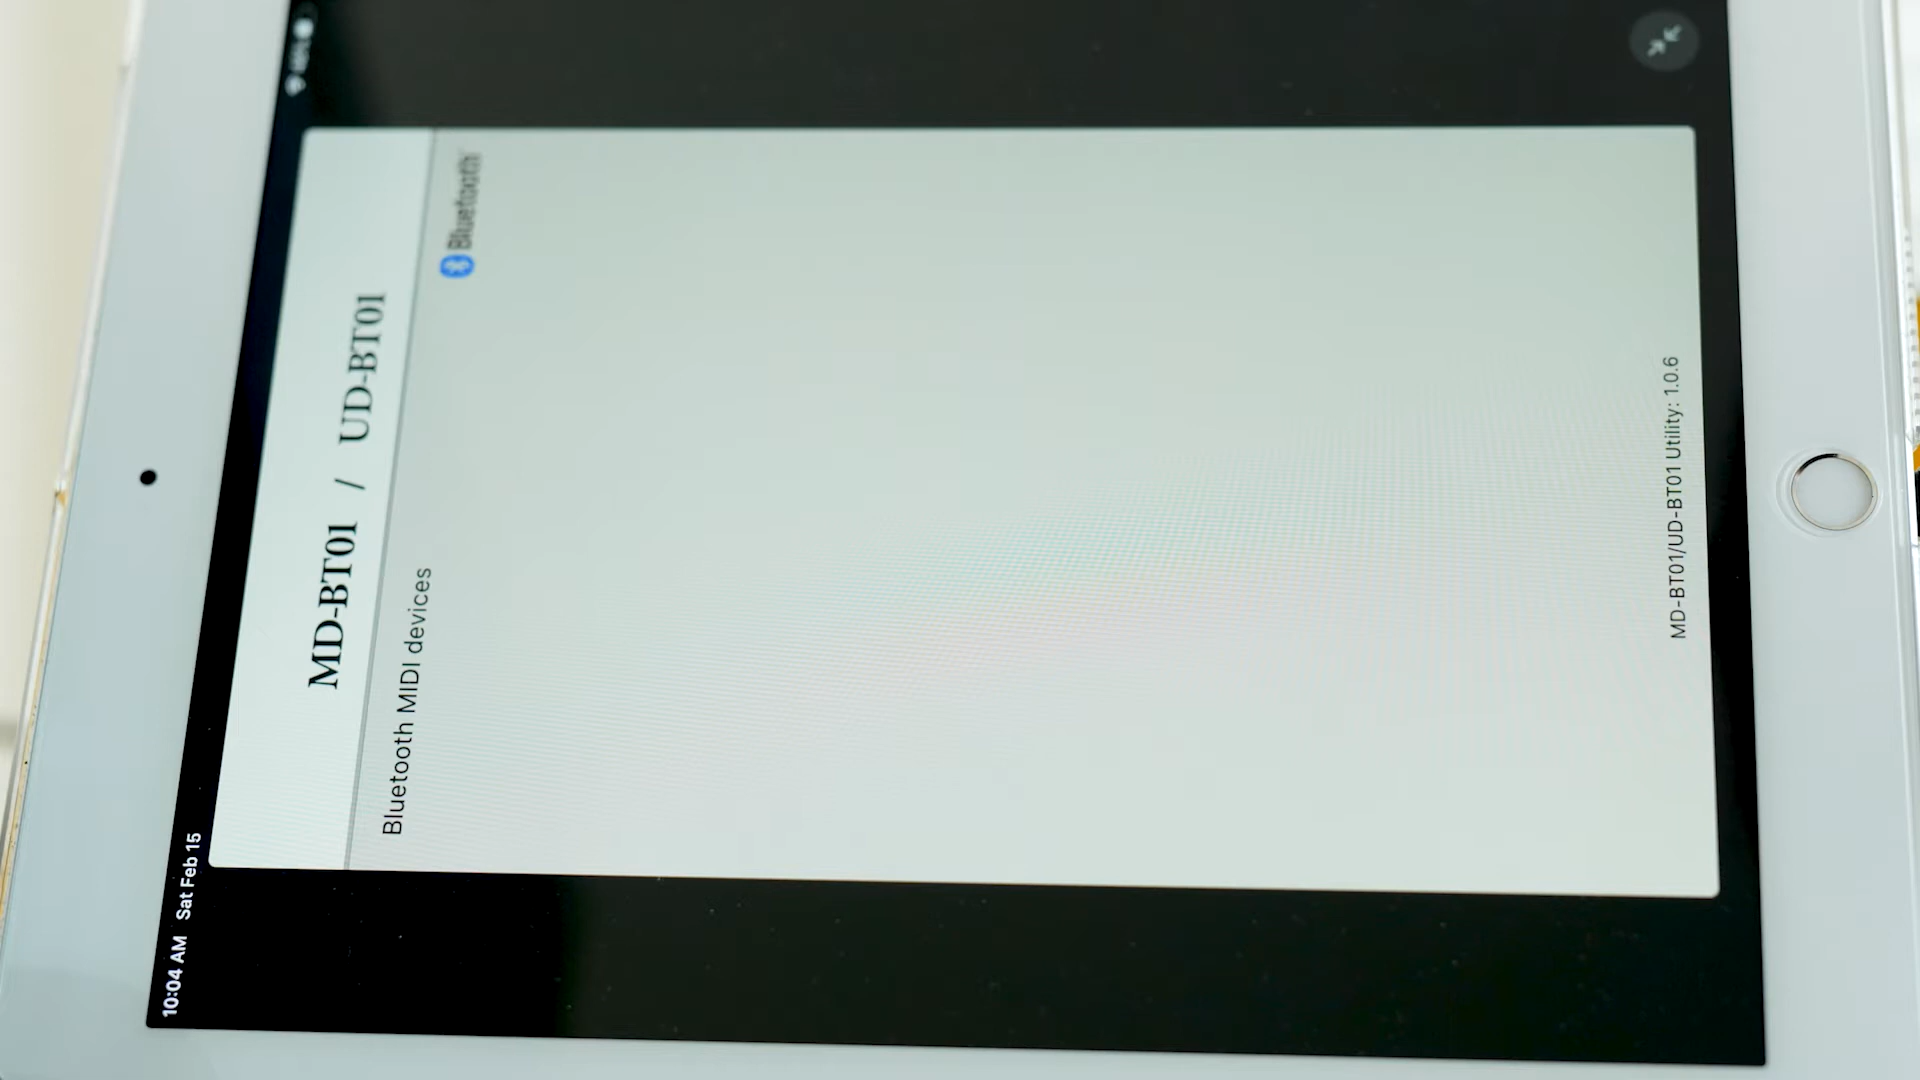 10:04 AM Sat Feb 15
MD-BT01 / UD-BT01
Bluetooth MIDI devices
Bluetooth
MD-BT01/UD-BT01 Utility: 1.0.6